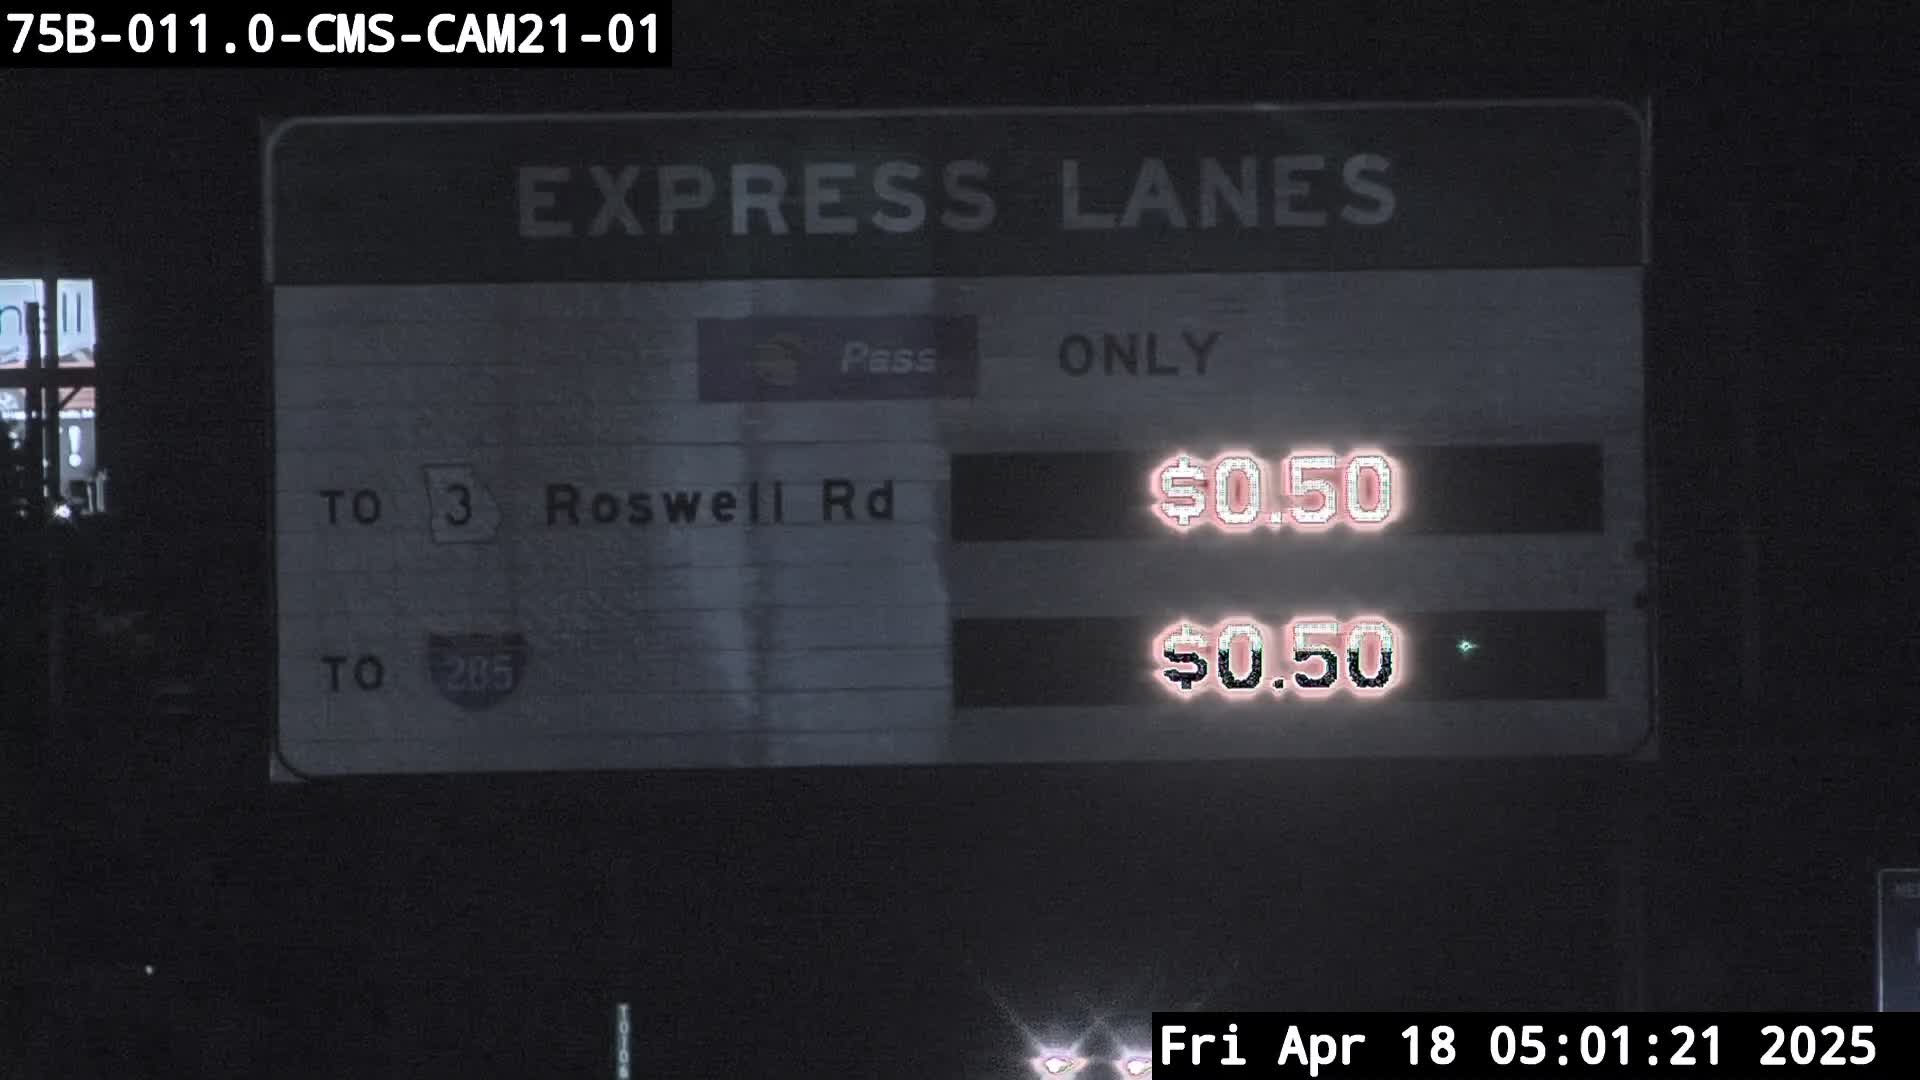 75B-011.0-CMS-CAM21-01
EXPRESS LANES
Pass ONLY
TO 3 Roswell Rd $0.50
TO 285 $0.50
Fri Apr 18 05:01:21 2025